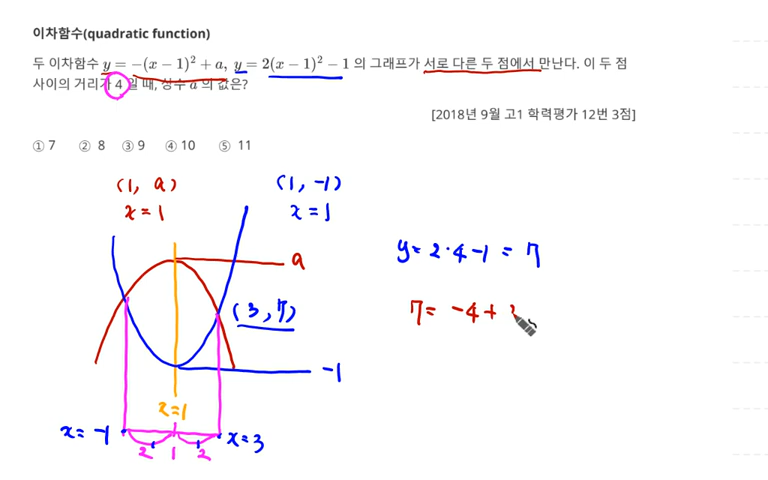 이차함수(quadratic function)
두 이차함수 y = −(x − 1)² + a, y = 2(x − 1)² − 1 의 그래프가 서로 다른 두 점에서 만난다. 이 두 점
사이의 거리가 4 일 때, 상수 a 의 값은?
[2018년 9월 고1 학력평가 12번 3점]
① 7 ② 8 ③ 9 ④ 10 ⑤ 11
(1, a) (1, -1)
x = 1 x = 1
y = 2·4 - 1 = 7
a
(3, 7)
7 = -4 +
-1
x = 1
x = -1 x = 3
2 1 2